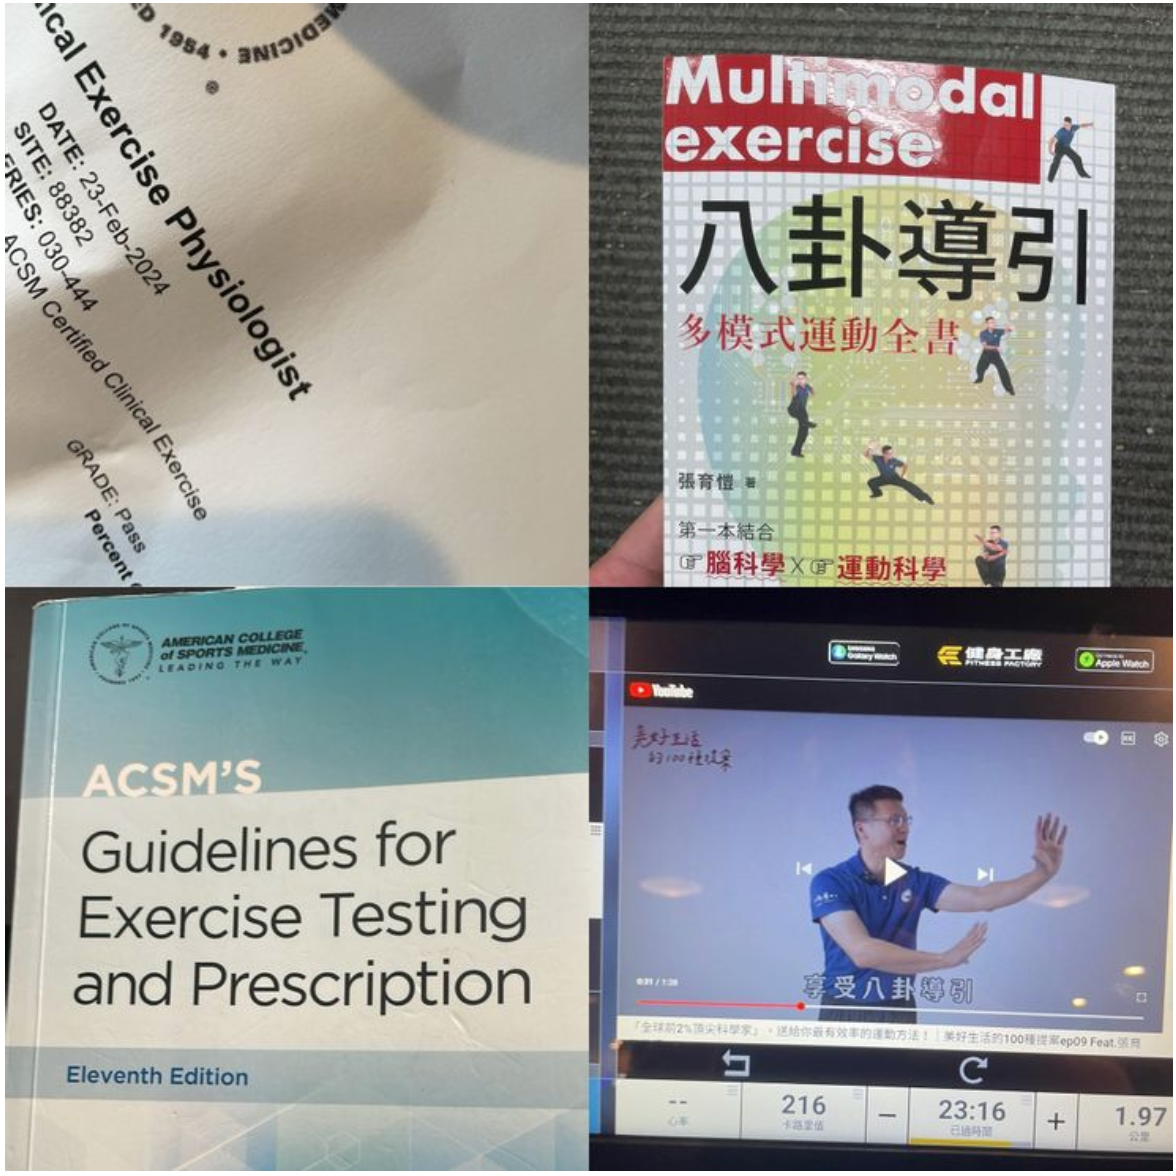 ED 1954 • MEDICINE
®
ical Exercise Physiologist
DATE: 23-Feb-2024
SITE: 88382
ERIES: 030-444
ACSM Certified Clinical Exercise
GRADE: Pass
Percent
Multimodal
exercise
八卦導引
多模式運動全書
張育愷 著
第一本結合
腦科學 X 運動科學
AMERICAN COLLEGE
of SPORTS MEDICINE
LEADING THE WAY
ACSM'S
Guidelines for
Exercise Testing
and Prescription
Eleventh Edition
Galaxy Watch
健身工廠
FITNESS FACTORY
Apple Watch
YouTube
美好生活
的100種提案
享受八卦導引
0:31 / 1:38
「全球前2%頂尖科學家」，送給你最有效率的運動方法！｜美好生活的100種提案ep09 Feat.張育
--
心率
216
卡路里值
−
23:16
已過時間
+
1.97
公里